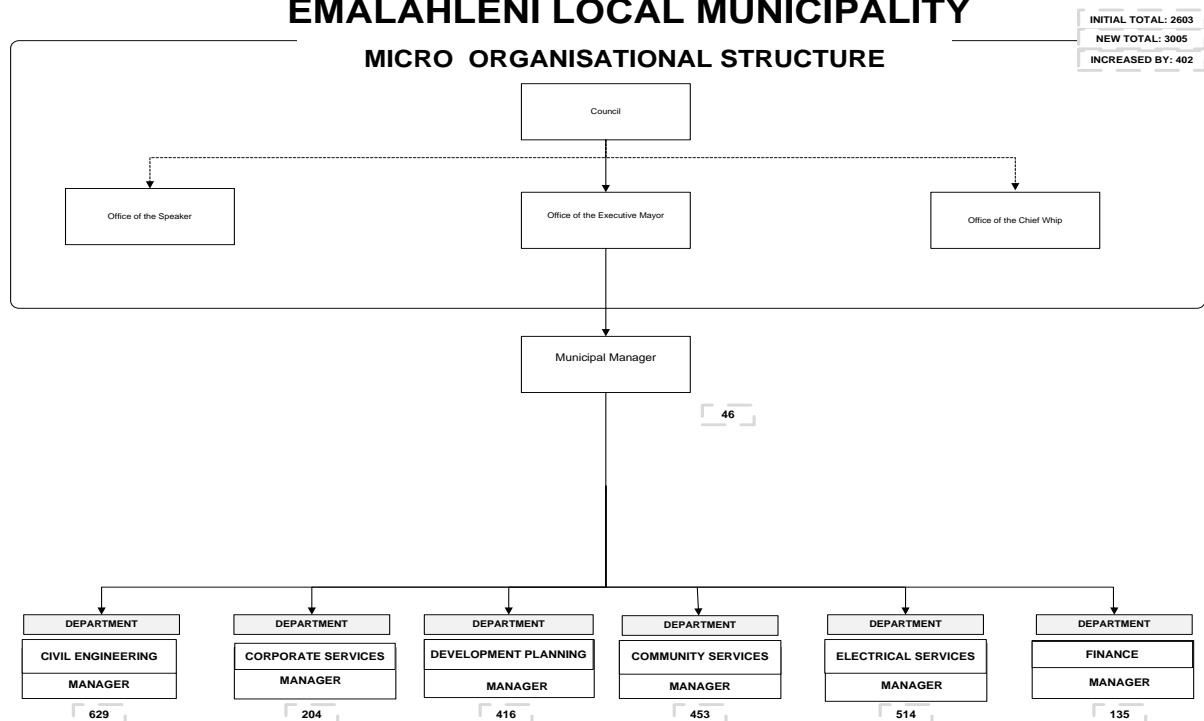 EMALAHLENI LOCAL MUNICIPALITY
INITIAL TOTAL: 2603
NEW TOTAL: 3005
INCREASED BY: 402
MICRO ORGANISATIONAL STRUCTURE
Council
Office of the Speaker
Office of the Executive Mayor
Office of the Chief Whip
Municipal Manager
46
DEPARTMENT
CIVIL ENGINEERING
MANAGER
629
DEPARTMENT
CORPORATE SERVICES
MANAGER
204
DEPARTMENT
DEVELOPMENT PLANNING
MANAGER
416
DEPARTMENT
COMMUNITY SERVICES
MANAGER
453
DEPARTMENT
ELECTRICAL SERVICES
MANAGER
514
DEPARTMENT
FINANCE
MANAGER
135